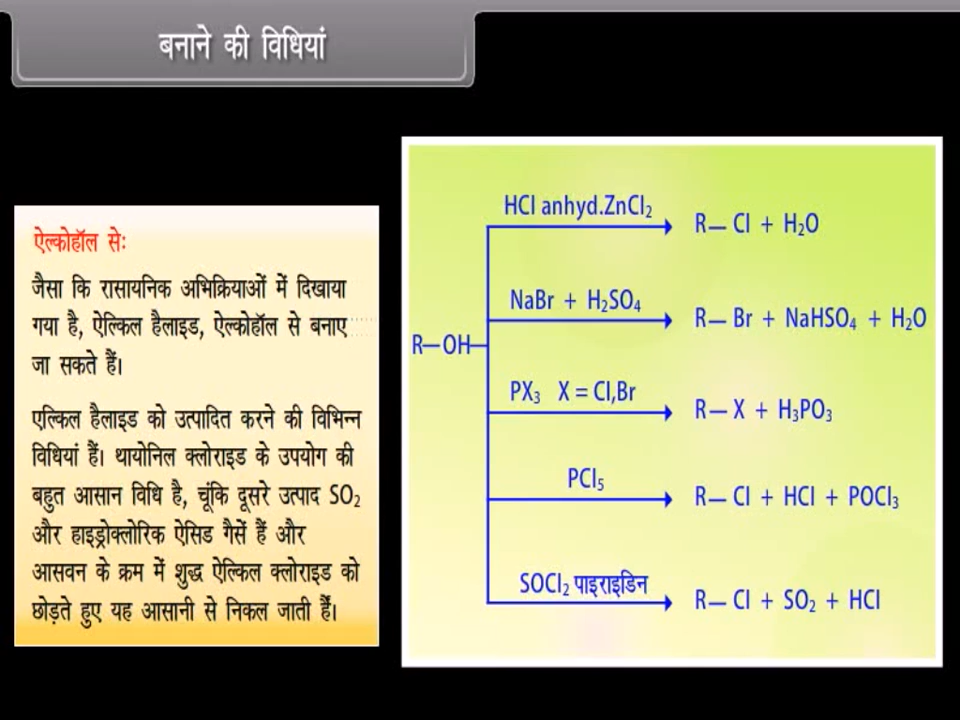 बनाने की विधियां
ऐल्कोहॉल से:
जैसा कि रासायनिक अभिक्रियाओं में दिखाया
गया है, ऐल्किल हैलाइड, ऐल्कोहॉल से बनाए
जा सकते हैं।
एल्किल हैलाइड को उत्पादित करने की विभिन्न
विधियां हैं। थायोनिल क्लोराइड के उपयोग की
बहुत आसान विधि है, चूंकि दूसरे उत्पाद SO₂
और हाइड्रोक्लोरिक ऐसिड गैसें हैं और
आसवन के क्रम में शुद्ध ऐल्किल क्लोराइड को
छोड़ते हुए यह आसानी से निकल जाती हैं।
HCl anhyd.ZnCl₂
R— Cl + H₂O
NaBr + H₂SO₄
R— Br + NaHSO₄ + H₂O
R—OH
PX₃ X = Cl,Br
R— X + H₃PO₃
PCl₅
R— Cl + HCl + POCl₃
SOCl₂ पाइराइडिन
R— Cl + SO₂ + HCl